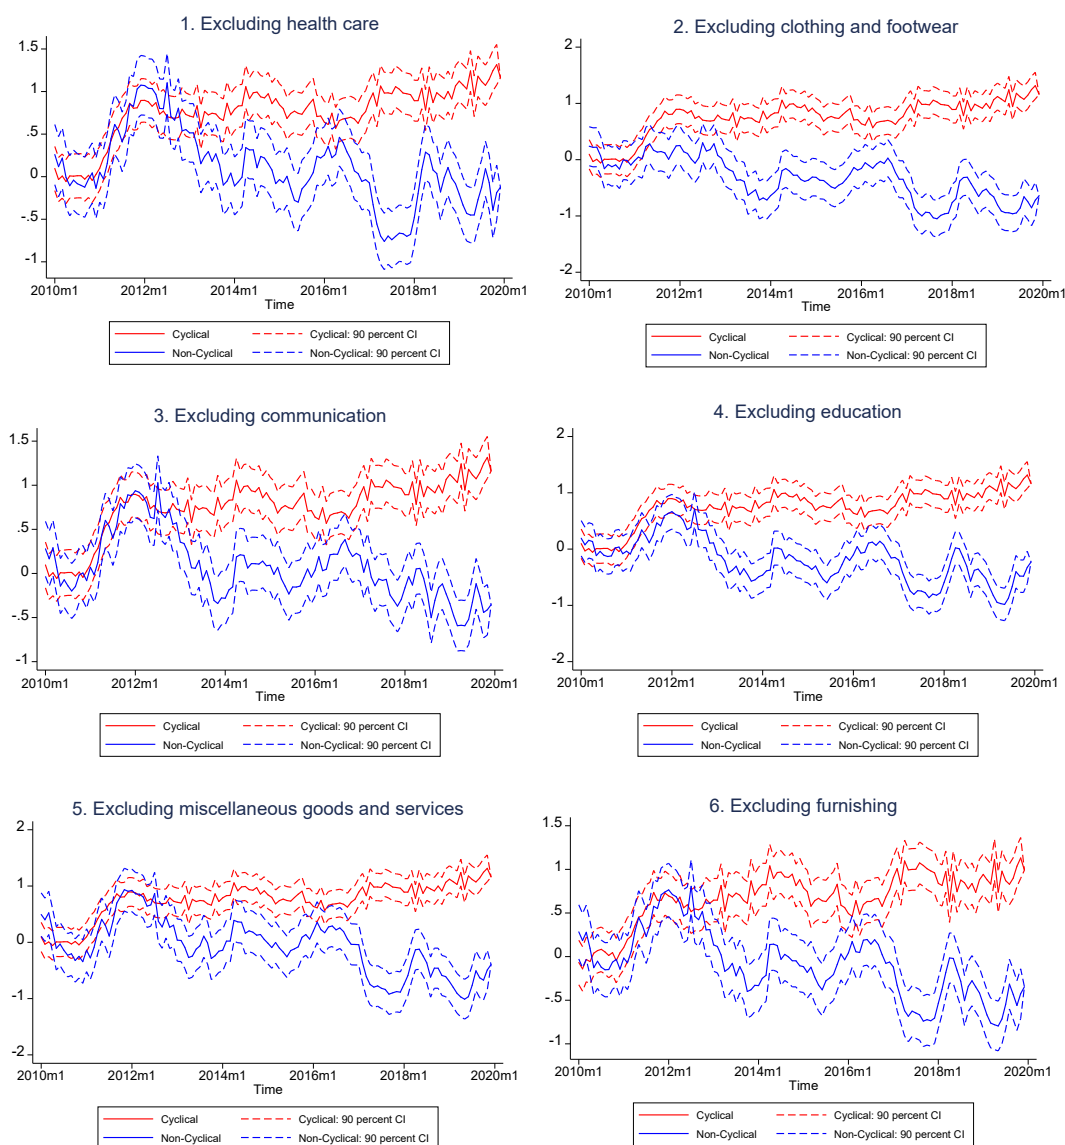 1. Excluding health care
1.5
1
.5
0
-.5
-1
2010m1 2012m1 2014m1 2016m1 2018m1 2020m1
Time
Cyclical Cyclical: 90 percent CI
Non-Cyclical Non-Cyclical: 90 percent CI
2. Excluding clothing and footwear
2
1
0
-1
-2
2010m1 2012m1 2014m1 2016m1 2018m1 2020m1
Time
Cyclical Cyclical: 90 percent CI
Non-Cyclical Non-Cyclical: 90 percent CI
3. Excluding communication
1.5
1
.5
0
-.5
-1
2010m1 2012m1 2014m1 2016m1 2018m1 2020m1
Time
Cyclical Cyclical: 90 percent CI
Non-Cyclical Non-Cyclical: 90 percent CI
4. Excluding education
2
1
0
-1
-2
2010m1 2012m1 2014m1 2016m1 2018m1 2020m1
Time
Cyclical Cyclical: 90 percent CI
Non-Cyclical Non-Cyclical: 90 percent CI
5. Excluding miscellaneous goods and services
2
1
0
-1
-2
2010m1 2012m1 2014m1 2016m1 2018m1 2020m1
Time
Cyclical Cyclical: 90 percent CI
Non-Cyclical Non-Cyclical: 90 percent CI
6. Excluding furnishing
1.5
1
.5
0
-.5
-1
2010m1 2012m1 2014m1 2016m1 2018m1 2020m1
Time
Cyclical Cyclical: 90 percent CI
Non-Cyclical Non-Cyclical: 90 percent CI